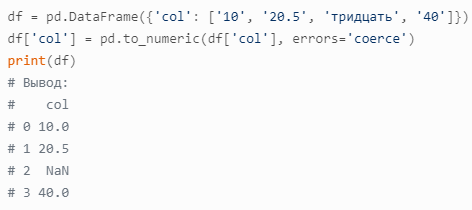 df = pd.DataFrame({'col': ['10', '20.5', 'тридцать', '40']})
df['col'] = pd.to_numeric(df['col'], errors='coerce')
print(df)
# Вывод:
#    col
# 0 10.0
# 1 20.5
# 2  NaN
# 3 40.0